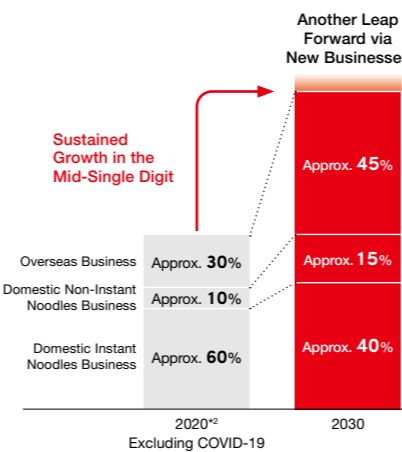 Another Leap
Forward via
New Businesse
Sustained
Growth in the
Mid-Single Digit
Approx. 45%
Overseas Business
Approx. 30%
Approx. 15%
Domestic Non-Instant
Noodles Business
Approx. 10%
Domestic Instant
Noodles Business
Approx. 60%
Approx. 40%
2020*2
Excluding COVID-19
2030